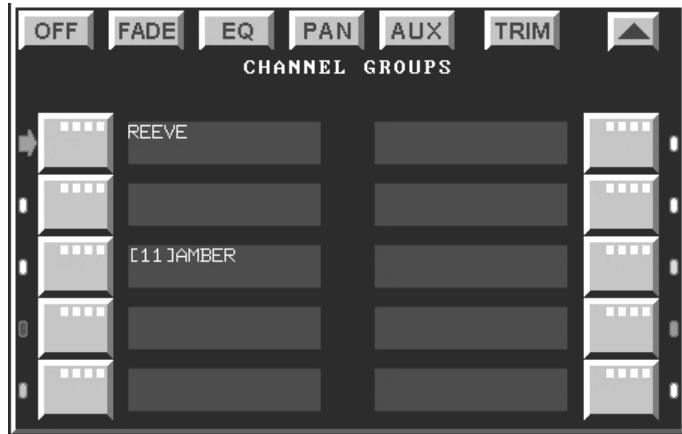 OFF FADE EQ PAN AUX TRIM
CHANNEL GROUPS
REEVE
[11]AMBER